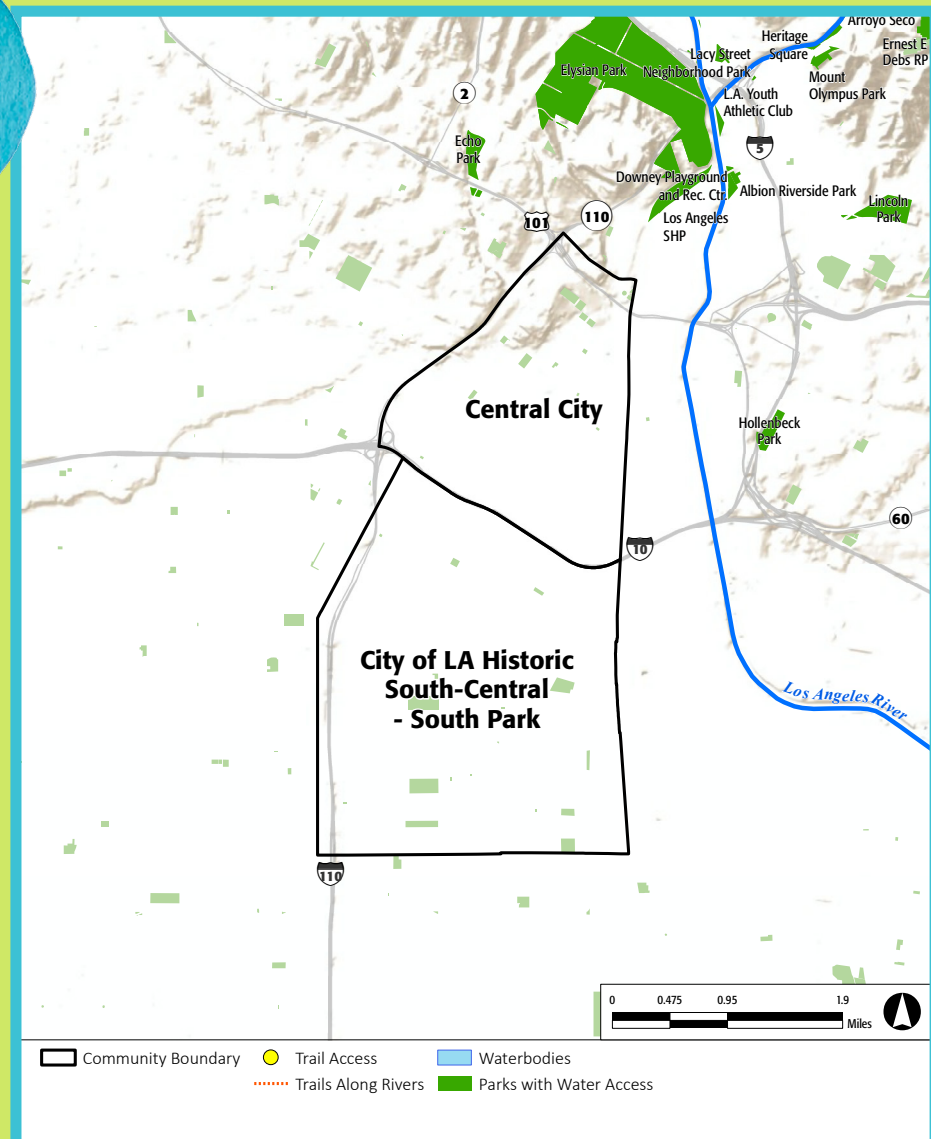 Arroyo Seco
Heritage
Square
Ernest E
Debs RP
Lacy Street
Neighborhood Park
Elysian Park
Mount
Olympus Park
2
L.A. Youth
Athletic Club
5
Echo
Park
Downey Playground
and Rec. Ctr.
Albion Riverside Park
Lincoln
Park
101
110
Los Angeles
SHP
Central City
Hollenbeck
Park
60
10
City of LA Historic
South-Central
- South Park
Los Angeles River
110
0 0.475 0.95 1.9
Miles
Community Boundary Trail Access Waterbodies
Trails Along Rivers Parks with Water Access